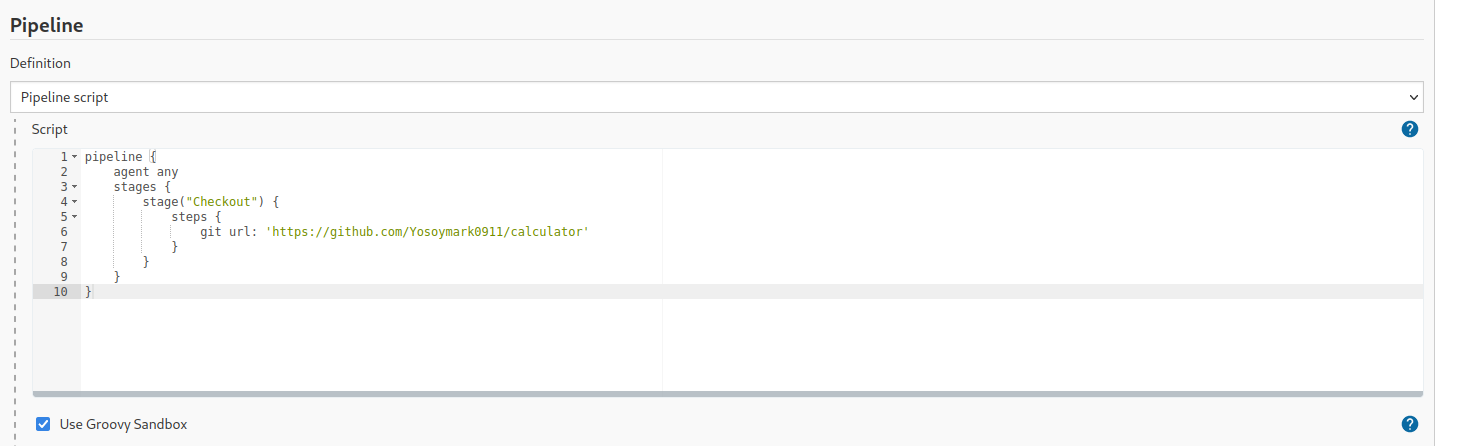 Pipeline
Definition
Pipeline script
Script
?
1 pipeline {
2     agent any
3     stages {
4         stage("Checkout") {
5             steps {
6                 git url: 'https://github.com/Yosoymark0911/calculator'
7             }
8         }
9     }
10 }
Use Groovy Sandbox
?